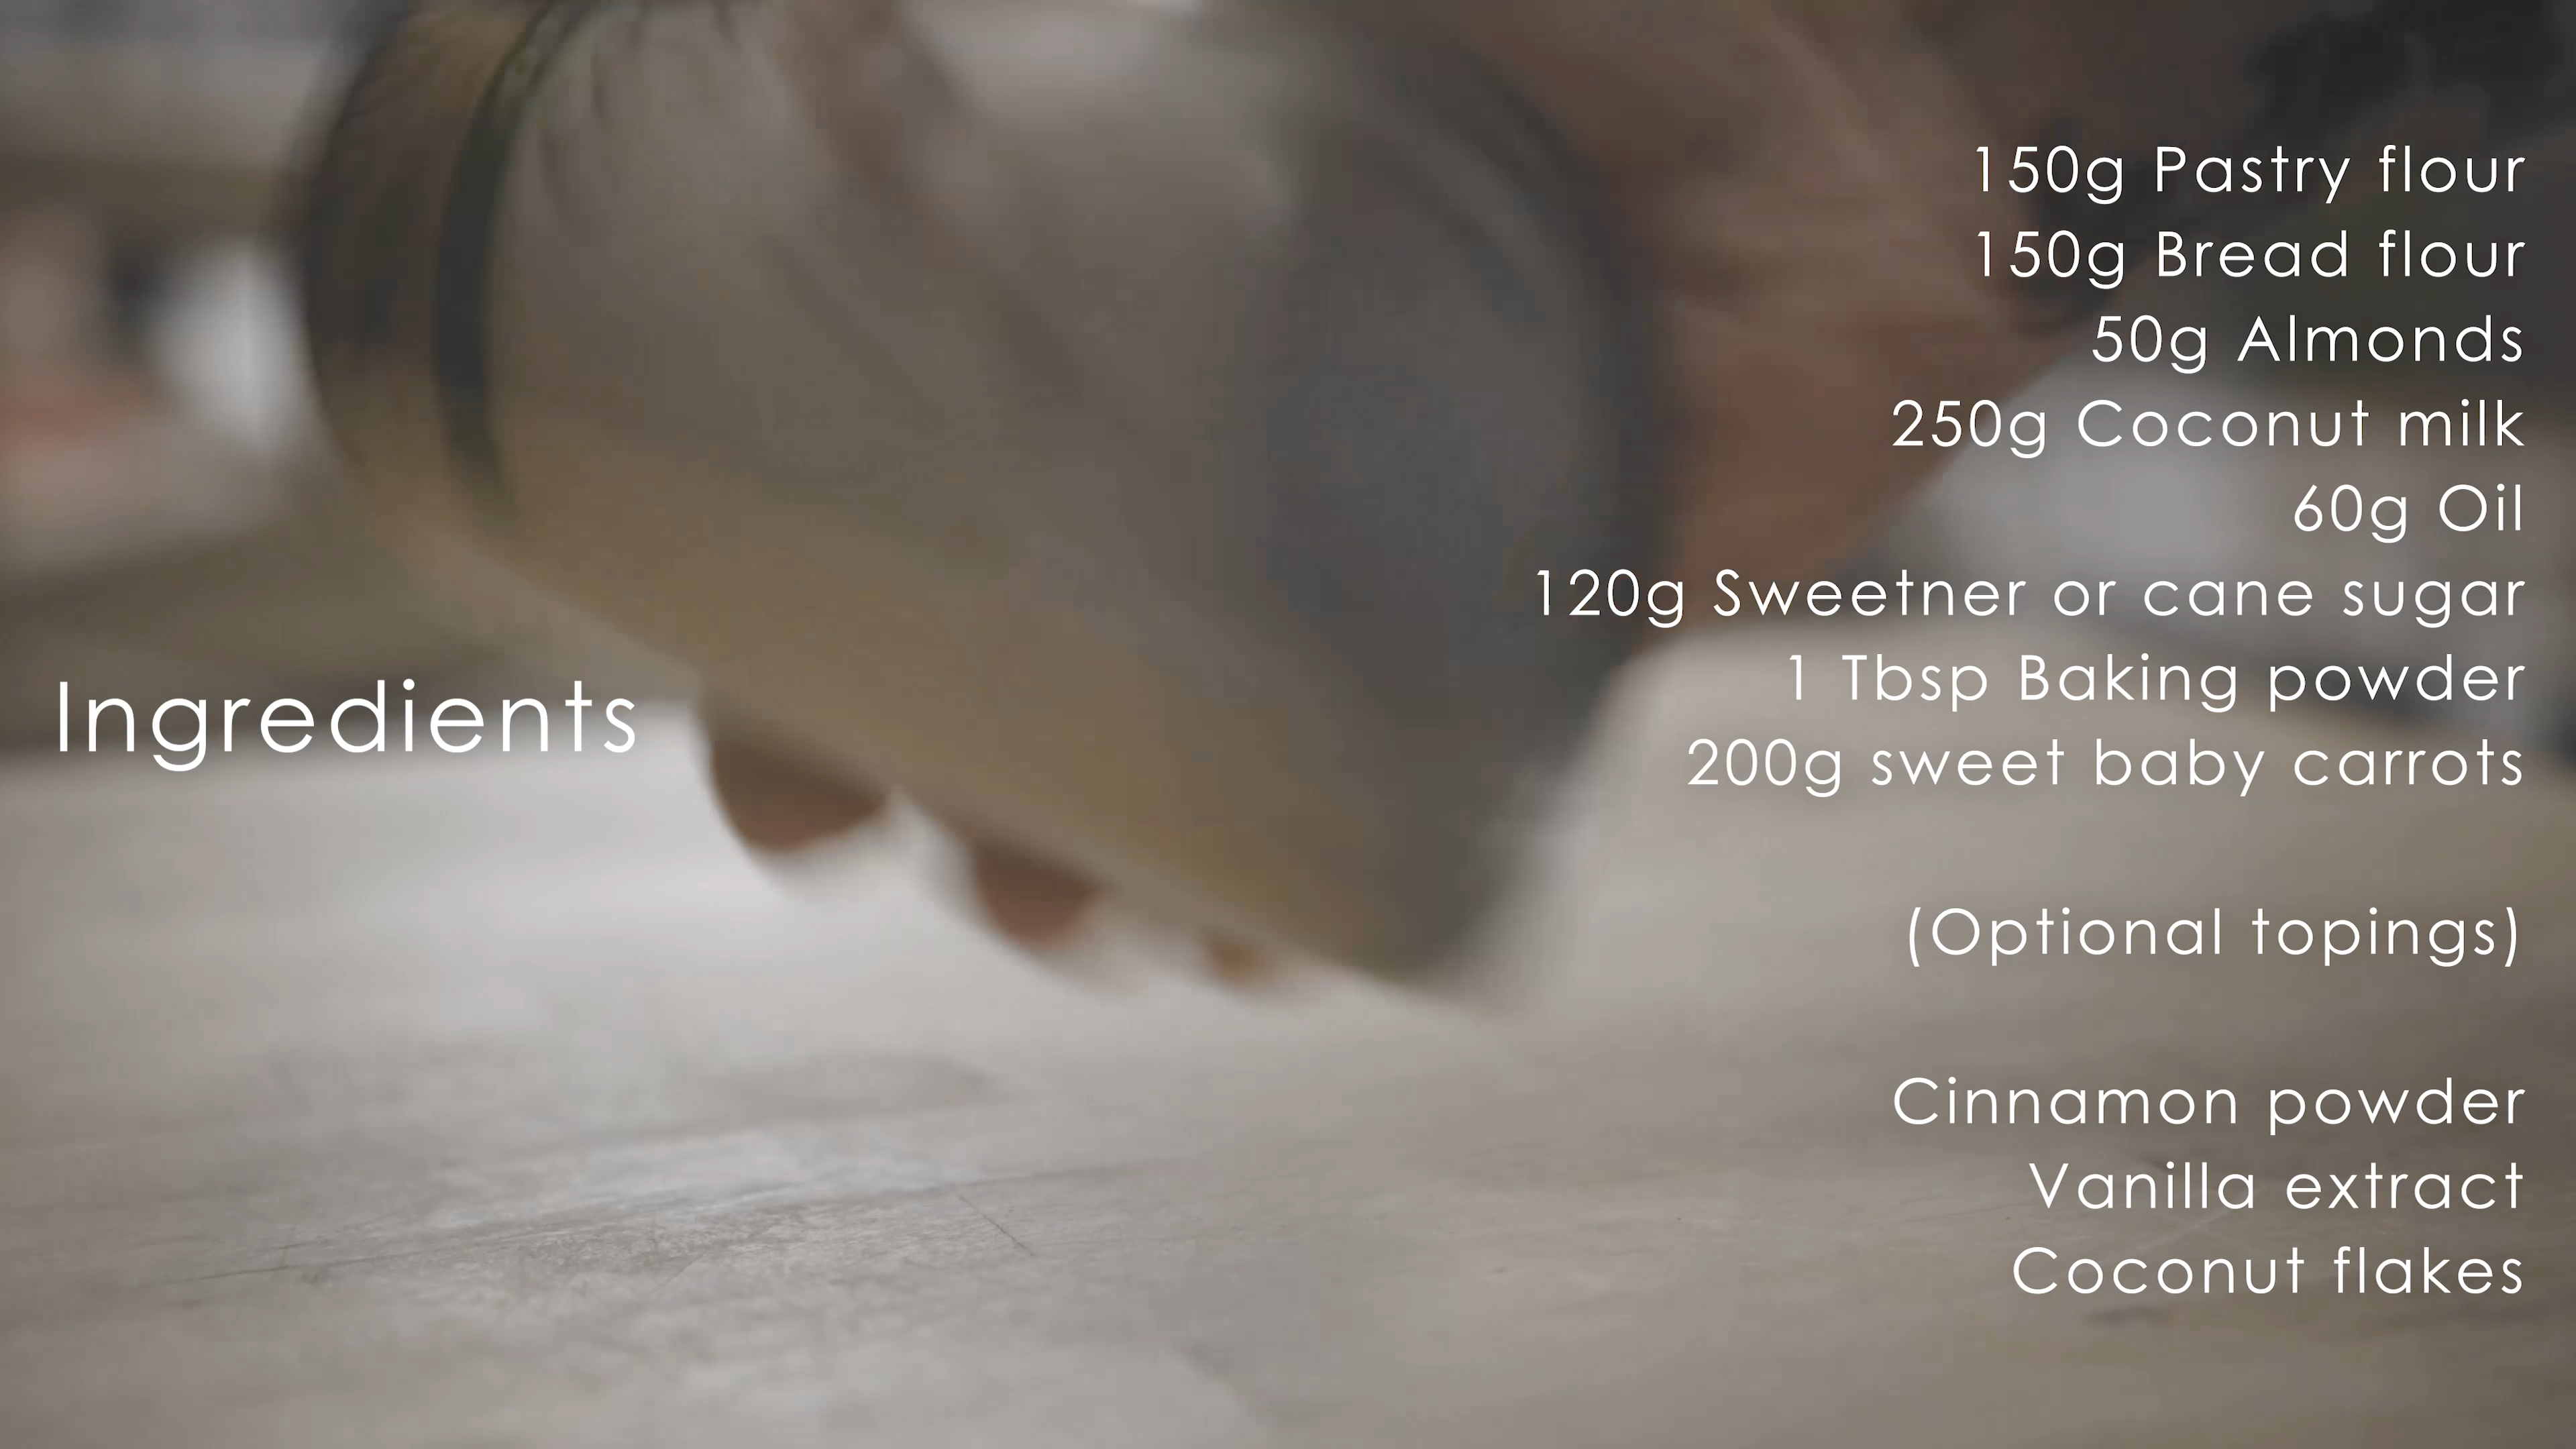 Ingredients
150g Pastry flour
150g Bread flour
50g Almonds
250g Coconut milk
60g Oil
120g Sweetner or cane sugar
1 Tbsp Baking powder
200g sweet baby carrots
(Optional topings)
Cinnamon powder
Vanilla extract
Coconut flakes